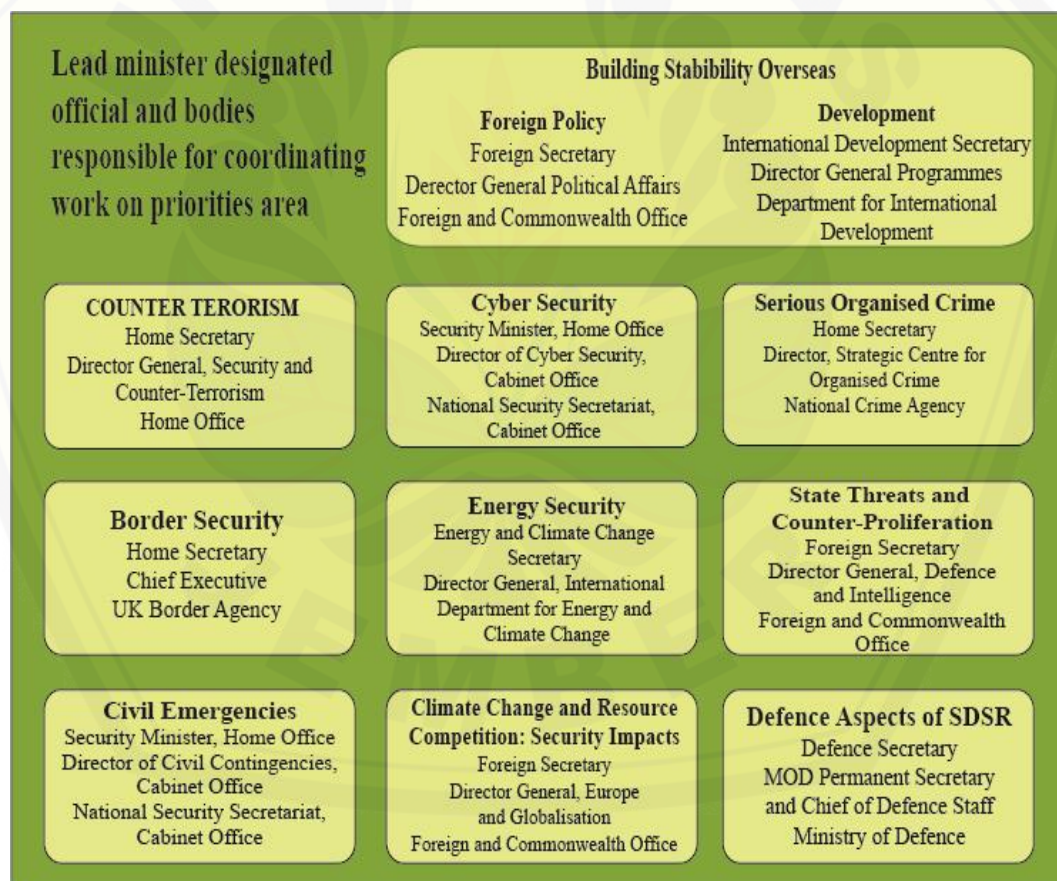 Lead minister designated
official and bodies
responsible for coordinating
work on priorities area
Building Stabibility Overseas
Foreign Policy
Foreign Secretary
Derector General Political Affairs
Foreign and Commonwealth Office
Development
International Development Secretary
Director General Programmes
Department for International
Development
COUNTER TERORISM
Home Secretary
Director General, Security and
Counter-Terrorism
Home Office
Cyber Security
Security Minister, Home Office
Director of Cyber Security,
Cabinet Office
National Security Secretariat,
Cabinet Office
Serious Organised Crime
Home Secretary
Director, Strategic Centre for
Organised Crime
National Crime Agency
Border Security
Home Secretary
Chief Executive
UK Border Agency
Energy Security
Energy and Climate Change
Secretary
Director General, International
Department for Energy and
Climate Change
State Threats and
Counter-Proliferation
Foreign Secretary
Director General, Defence
and Intelligence
Foreign and Commonwealth
Office
Civil Emergencies
Security Minister, Home Office
Director of Civil Contingencies,
Cabinet Office
National Security Secretariat,
Cabinet Office
Climate Change and Resource
Competition: Security Impacts
Foreign Secretary
Director General, Europe
and Globalisation
Foreign and Commonwealth Office
Defence Aspects of SDSR
Defence Secretary
MOD Permanent Secretary
and Chief of Defence Staff
Ministry of Defence